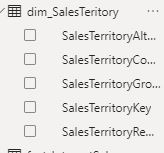 dim_SalesTeritory ...
SalesTerritoryAlt...
SalesTerritoryCo...
SalesTerritoryGro...
SalesTerritoryKey
SalesTerritoryRe...